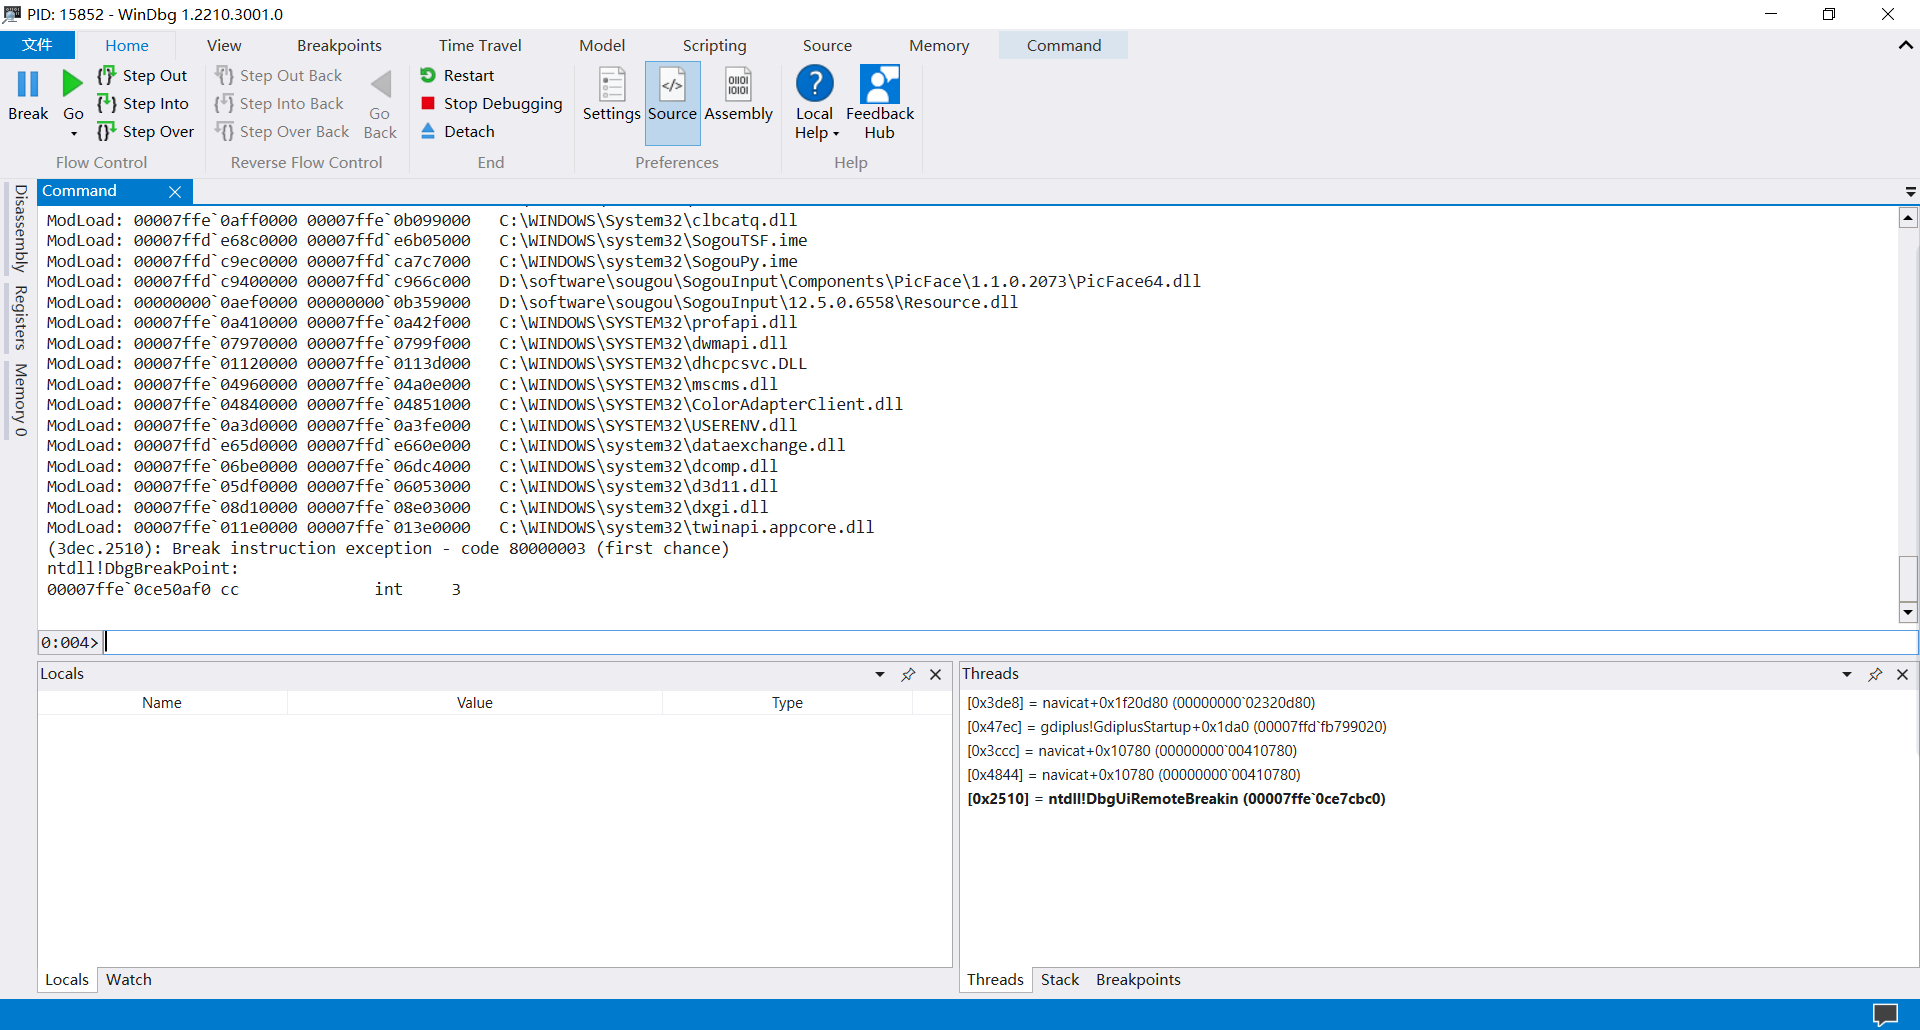 PID: 15852 - WinDbg 1.2210.3001.0
文件 Home View Breakpoints Time Travel Model Scripting Source Memory Command
Break
Go
Step Out
Step Into
Step Over
Flow Control
Step Out Back
Step Into Back
Step Over Back
Go Back
Reverse Flow Control
Restart
Stop Debugging
Detach
End
Settings
Source
Assembly
Preferences
Local Help
Feedback Hub
Help
Disassembly
Registers
Memory 0
Command
ModLoad: 00007ffe`0aff0000 00007ffe`0b099000   C:\WINDOWS\System32\clbcatq.dll
ModLoad: 00007ffd`e68c0000 00007ffd`e6b05000   C:\WINDOWS\system32\SogouTSF.ime
ModLoad: 00007ffd`c9ec0000 00007ffd`ca7c7000   C:\WINDOWS\system32\SogouPy.ime
ModLoad: 00007ffd`c9400000 00007ffd`c966c000   D:\software\sougou\SogouInput\Components\PicFace\1.1.0.2073\PicFace64.dll
ModLoad: 00000000`0aef0000 00000000`0b359000   D:\software\sougou\SogouInput\12.5.0.6558\Resource.dll
ModLoad: 00007ffe`0a410000 00007ffe`0a42f000   C:\WINDOWS\SYSTEM32\profapi.dll
ModLoad: 00007ffe`07970000 00007ffe`0799f000   C:\WINDOWS\SYSTEM32\dwmapi.dll
ModLoad: 00007ffe`01120000 00007ffe`0113d000   C:\WINDOWS\SYSTEM32\dhcpcsvc.DLL
ModLoad: 00007ffe`04960000 00007ffe`04a0e000   C:\WINDOWS\SYSTEM32\mscms.dll
ModLoad: 00007ffe`04840000 00007ffe`04851000   C:\WINDOWS\SYSTEM32\ColorAdapterClient.dll
ModLoad: 00007ffe`0a3d0000 00007ffe`0a3fe000   C:\WINDOWS\SYSTEM32\USERENV.dll
ModLoad: 00007ffd`e65d0000 00007ffd`e660e000   C:\WINDOWS\system32\dataexchange.dll
ModLoad: 00007ffe`06be0000 00007ffe`06dc4000   C:\WINDOWS\system32\dcomp.dll
ModLoad: 00007ffe`05df0000 00007ffe`06053000   C:\WINDOWS\system32\d3d11.dll
ModLoad: 00007ffe`08d10000 00007ffe`08e03000   C:\WINDOWS\system32\dxgi.dll
ModLoad: 00007ffe`011e0000 00007ffe`013e0000   C:\WINDOWS\system32\twinapi.appcore.dll
(3dec.2510): Break instruction exception - code 80000003 (first chance)
ntdll!DbgBreakPoint:
00007ffe`0ce50af0 cc              int     3
0:004>
Locals
Name Value Type
Locals Watch
Threads
[0x3de8] = navicat+0x1f20d80 (00000000`02320d80)
[0x47ec] = gdiplus!GdiplusStartup+0x1da0 (00007ffd`fb799020)
[0x3ccc] = navicat+0x10780 (00000000`00410780)
[0x4844] = navicat+0x10780 (00000000`00410780)
[0x2510] = ntdll!DbgUiRemoteBreakin (00007ffe`0ce7cbc0)
Threads Stack Breakpoints